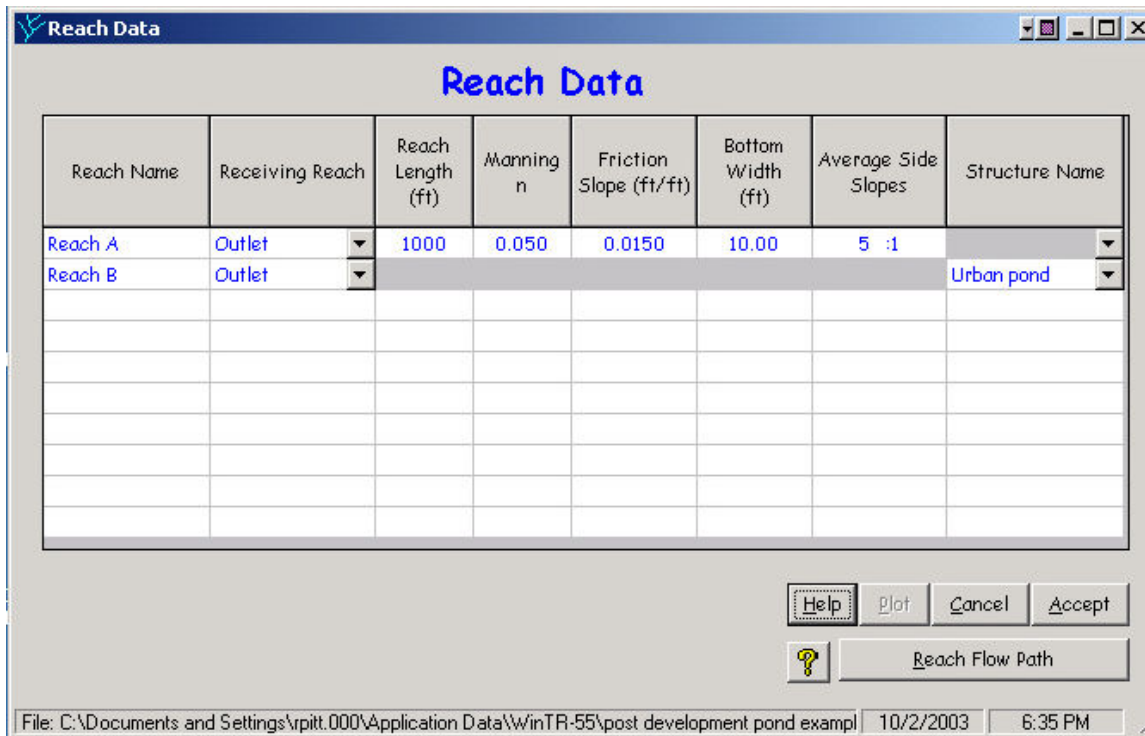 Reach Data
Reach Data
Reach Name Receiving Reach Reach Length (ft) Manning n Friction Slope (ft/ft) Bottom Width (ft) Average Side Slopes Structure Name
Reach A Outlet 1000 0.050 0.0150 10.00 5 :1
Reach B Outlet Urban pond
Help Plot Cancel Accept
? Reach Flow Path
File: C:\Documents and Settings\rpitt.000\Application Data\WinTR-55\post development pond exampl 10/2/2003 6:35 PM